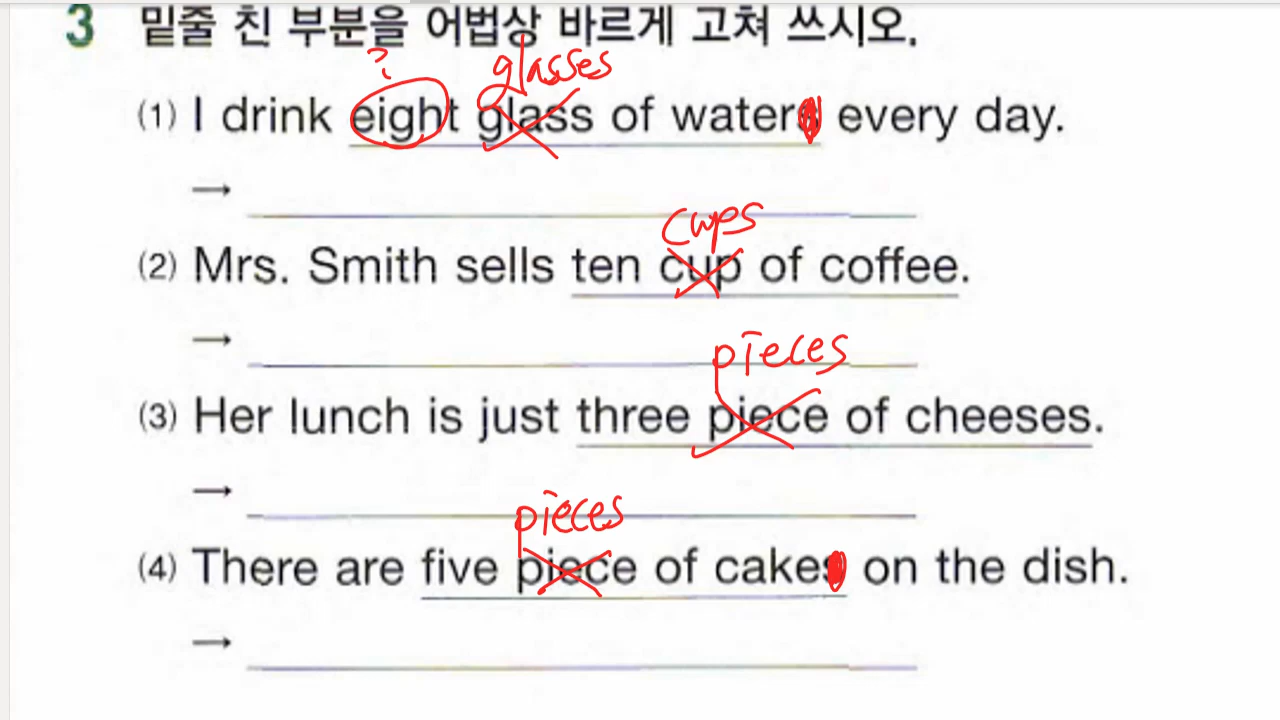 3 밑줄 친 부분을 어법상 바르게 고쳐 쓰시오.
? glasses
(1) I drink eight glass of waters every day.
→
cups
(2) Mrs. Smith sells ten cup of coffee.
→
pieces
(3) Her lunch is just three piece of cheeses.
→
pieces
(4) There are five piece of cakes on the dish.
→